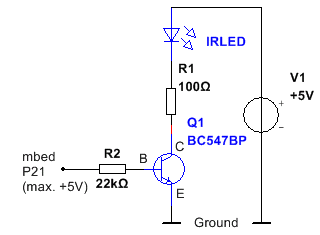 IRLED
R1
100Ω
V1
+5V
+
−
Q1
BC547BP
C
mbed
P21
(max. +5V)
R2
22kΩ
B
E
Ground